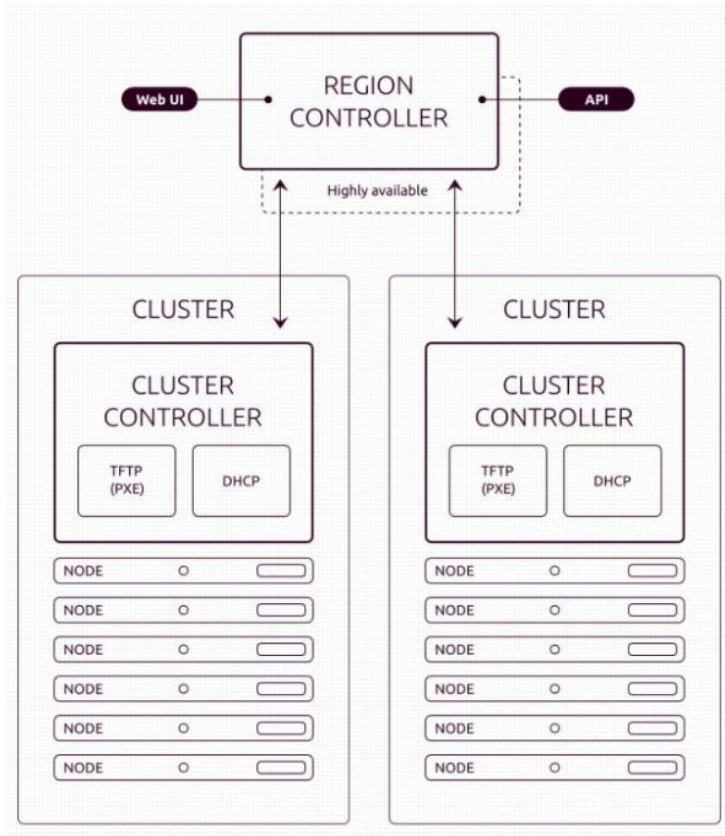 REGION
CONTROLLER
Web UI
API
Highly available
CLUSTER
CLUSTER
CONTROLLER
TFTP
(PXE)
DHCP
NODE
NODE
NODE
NODE
NODE
NODE
CLUSTER
CLUSTER
CONTROLLER
TFTP
(PXE)
DHCP
NODE
NODE
NODE
NODE
NODE
NODE